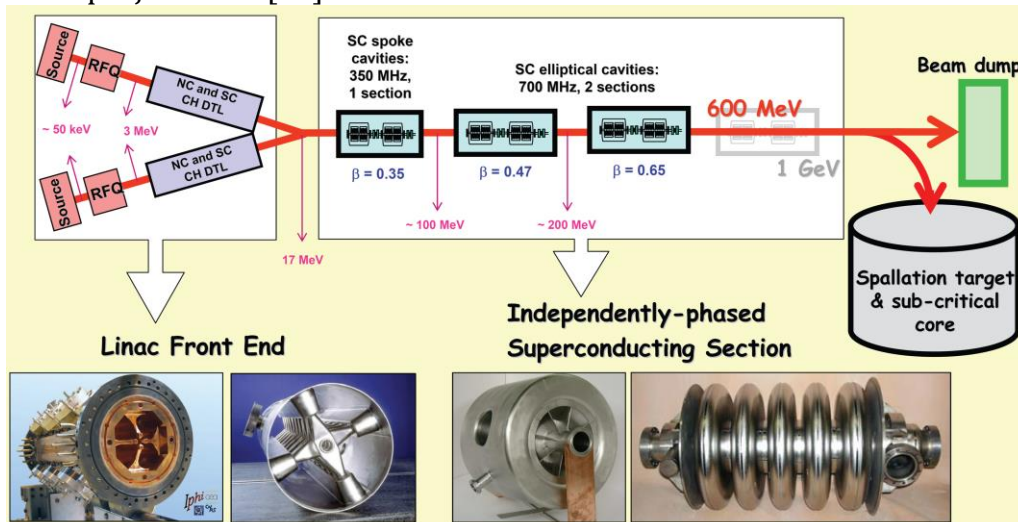 Source
RFQ
NC and SC
CH DTL
~ 50 keV
3 MeV
NC and SC
CH DTL
RFQ
Source
17 MeV
SC spoke
cavities:
350 MHz,
1 section
SC elliptical cavities:
700 MHz, 2 sections
β = 0.35
β = 0.47
β = 0.65
~ 100 MeV
~ 200 MeV
600 MeV
1 GeV
Beam dump
Spallation target
& sub-critical
core
Linac Front End
Independently-phased
Superconducting Section
Iphi